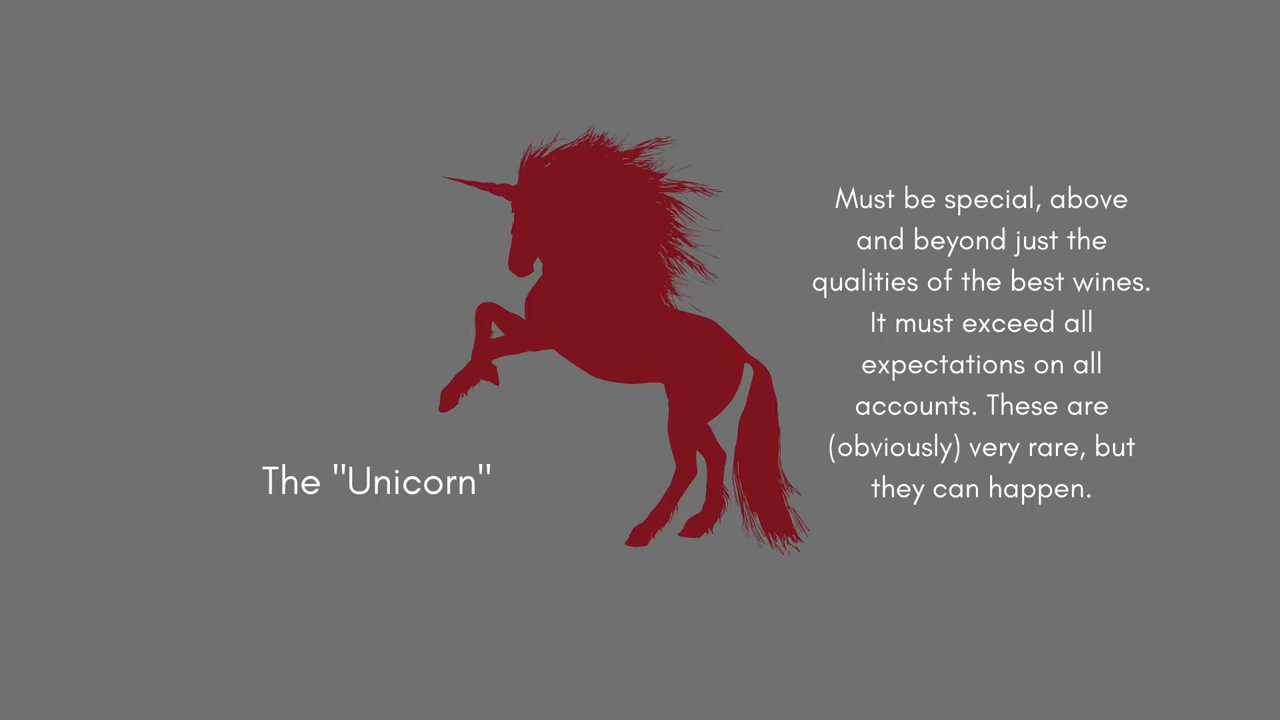 The "Unicorn"
Must be special, above
and beyond just the
qualities of the best wines.
It must exceed all
expectations on all
accounts. These are
(obviously) very rare, but
they can happen.